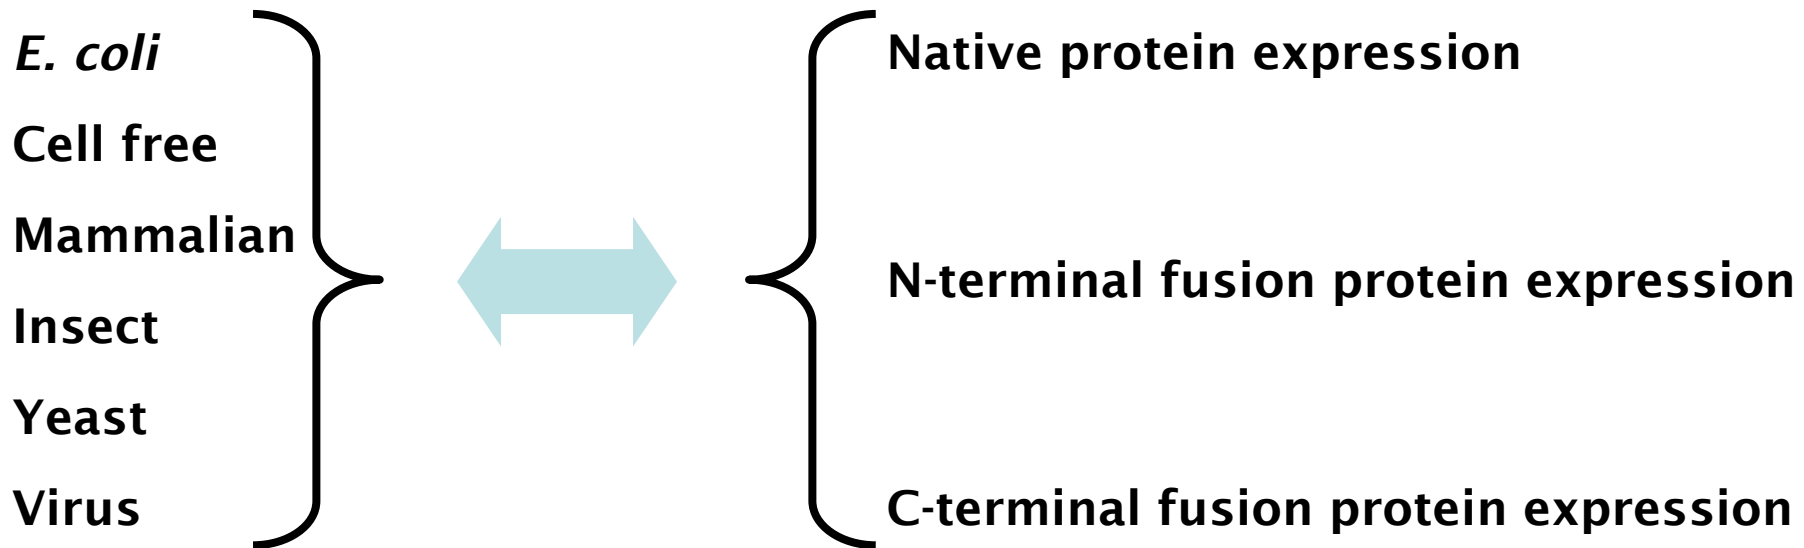 E. coli
Cell free
Mammalian
Insect
Yeast
Virus
Native protein expression
N-terminal fusion protein expression
C-terminal fusion protein expression